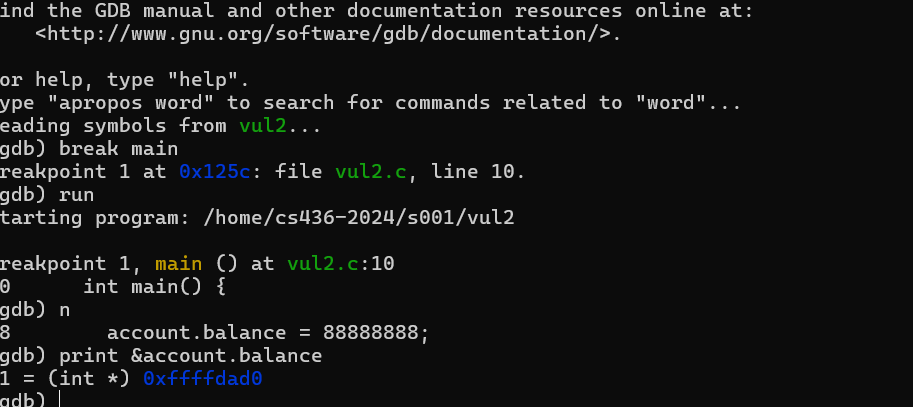 ind the GDB manual and other documentation resources online at:
   <http://www.gnu.org/software/gdb/documentation/>.

or help, type "help".
ype "apropos word" to search for commands related to "word"...
eading symbols from vul2...
gdb) break main
reakpoint 1 at 0x125c: file vul2.c, line 10.
gdb) run
tarting program: /home/cs436-2024/s001/vul2

reakpoint 1, main () at vul2.c:10
0      int main() {
gdb) n
8        account.balance = 88888888;
gdb) print &account.balance
1 = (int *) 0xffffdad0
gdb)